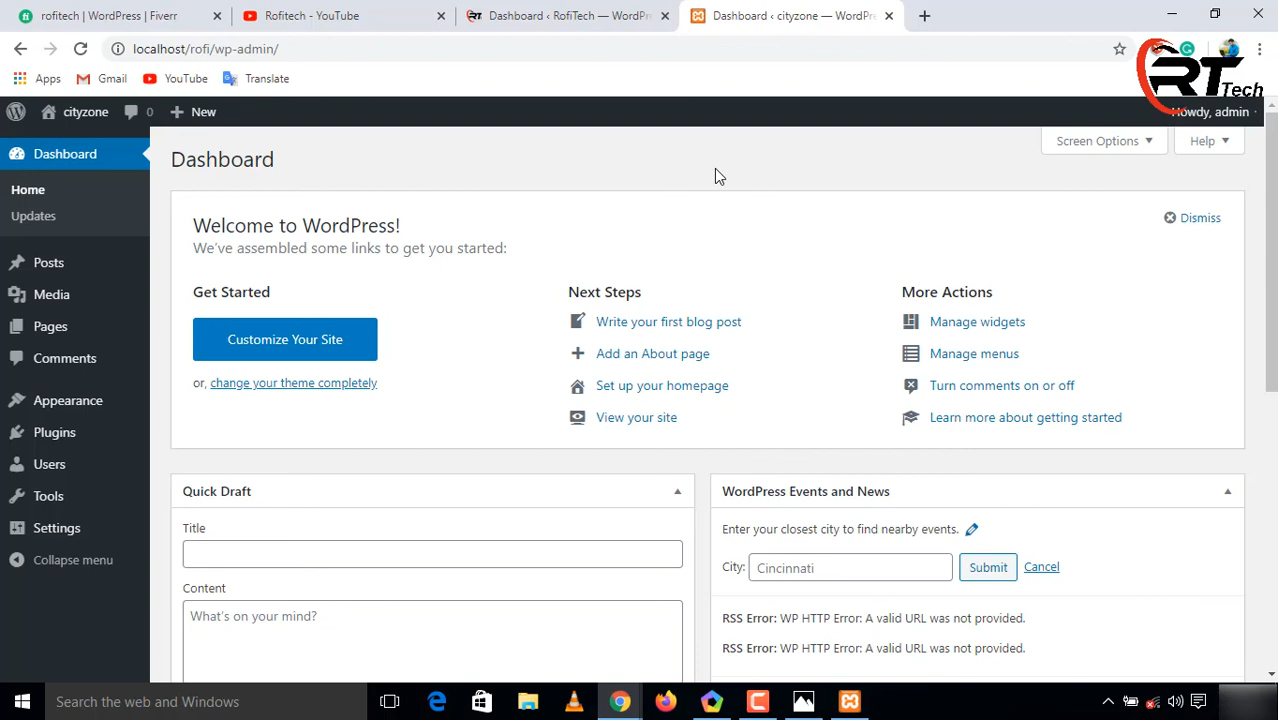 rofitech | WordPress | Fiverr
Rofitech - YouTube
Dashboard ‹ RofiTech — WordPr
Dashboard ‹ cityzone — WordPre
localhost/rofi/wp-admin/
Apps
Gmail
YouTube
Translate
RT Tech
cityzone
0
New
Howdy, admin
Dashboard
Home
Updates
Posts
Media
Pages
Comments
Appearance
Plugins
Users
Tools
Settings
Collapse menu
Dashboard
Screen Options
Help
Welcome to WordPress!
We've assembled some links to get you started:
Dismiss
Get Started
Customize Your Site
or, change your theme completely
Next Steps
Write your first blog post
Add an About page
Set up your homepage
View your site
More Actions
Manage widgets
Manage menus
Turn comments on or off
Learn more about getting started
Quick Draft
Title
Content
What's on your mind?
WordPress Events and News
Enter your closest city to find nearby events.
City:
Cincinnati
Submit
Cancel
RSS Error: WP HTTP Error: A valid URL was not provided.
RSS Error: WP HTTP Error: A valid URL was not provided.
Search the web and Windows